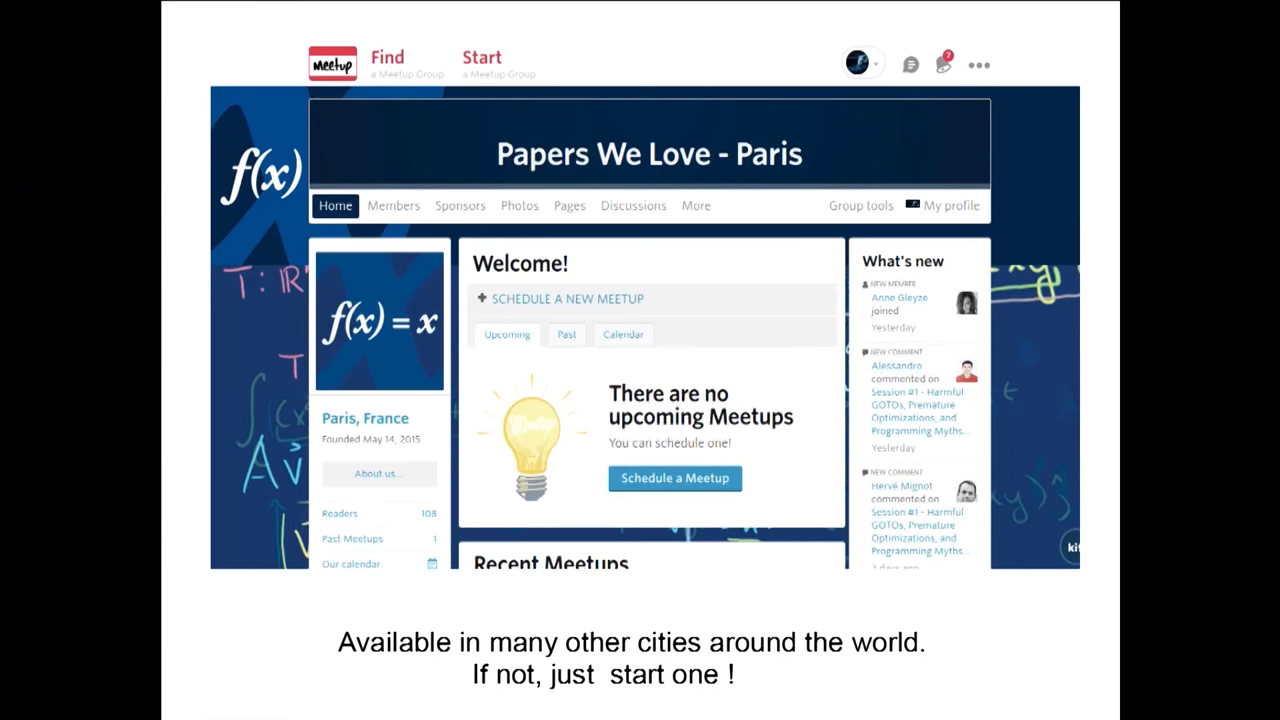 Meetup
Find
a Meetup Group
Start
a Meetup Group
7
f(x)
Papers We Love - Paris
Home Members Sponsors Photos Pages Discussions More Group tools My profile
f(x) = x
Paris, France
Founded May 14, 2015
About us...
Readers 108
Past Meetups 1
Our calendar
Welcome!
+ SCHEDULE A NEW MEETUP
Upcoming Past Calendar
There are no
upcoming Meetups
You can schedule one!
Schedule a Meetup
Recent Meetups
What's new
NEW MEMBER
Anne Gleyze
joined
Yesterday
NEW COMMENT
Alessandro
commented on
Session #1 - Harmful
GOTOs, Premature
Optimizations, and
Programming Myths...
Yesterday
NEW COMMENT
Hervé Mignot
commented on
Session #1 - Harmful
GOTOs, Premature
Optimizations, and
Programming Myths...
3 days ago
T: IR
T
Available in many other cities around the world.
If not, just start one !